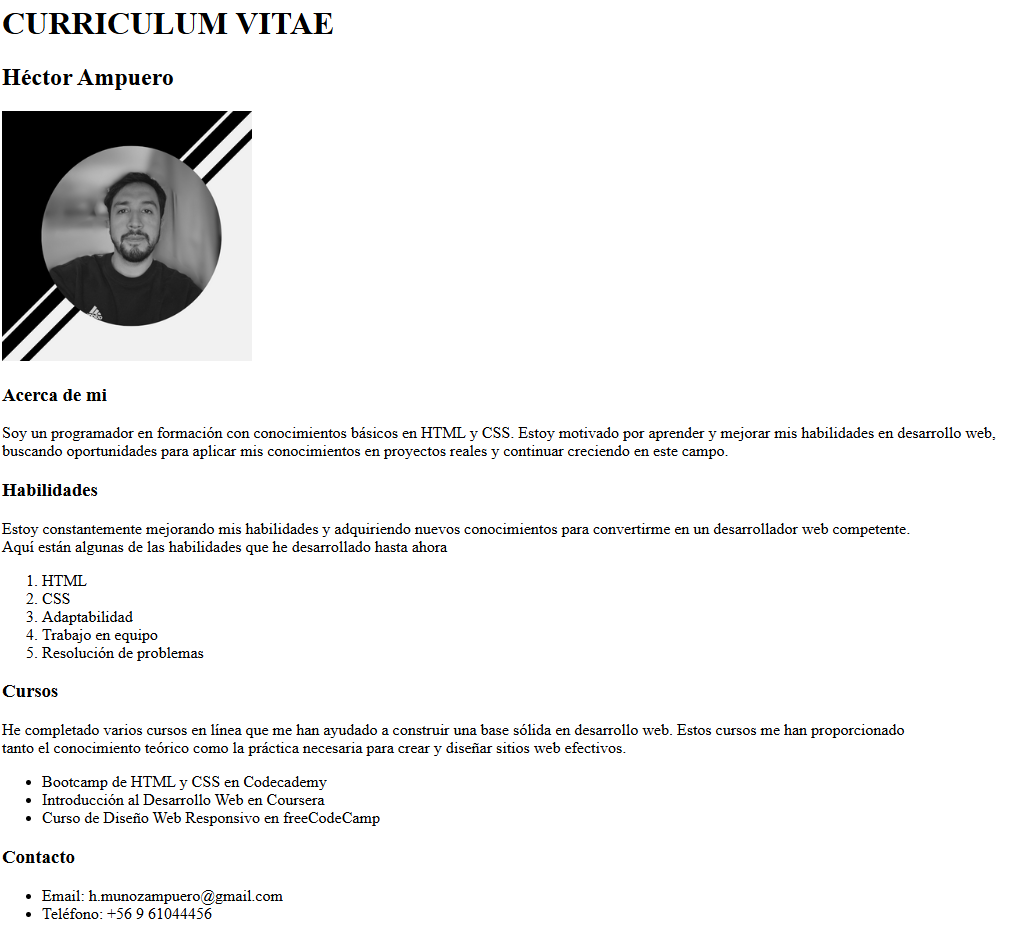 CURRICULUM VITAE
Héctor Ampuero
Acerca de mi
Soy un programador en formación con conocimientos básicos en HTML y CSS. Estoy motivado por aprender y mejorar mis habilidades en desarrollo web,
buscando oportunidades para aplicar mis conocimientos en proyectos reales y continuar creciendo en este campo.
Habilidades
Estoy constantemente mejorando mis habilidades y adquiriendo nuevos conocimientos para convertirme en un desarrollador web competente.
Aquí están algunas de las habilidades que he desarrollado hasta ahora
1. HTML
2. CSS
3. Adaptabilidad
4. Trabajo en equipo
5. Resolución de problemas
Cursos
He completado varios cursos en línea que me han ayudado a construir una base sólida en desarrollo web. Estos cursos me han proporcionado
tanto el conocimiento teórico como la práctica necesaria para crear y diseñar sitios web efectivos.
• Bootcamp de HTML y CSS en Codecademy
• Introducción al Desarrollo Web en Coursera
• Curso de Diseño Web Responsivo en freeCodeCamp
Contacto
• Email: h.munozampuero@gmail.com
• Teléfono: +56 9 61044456